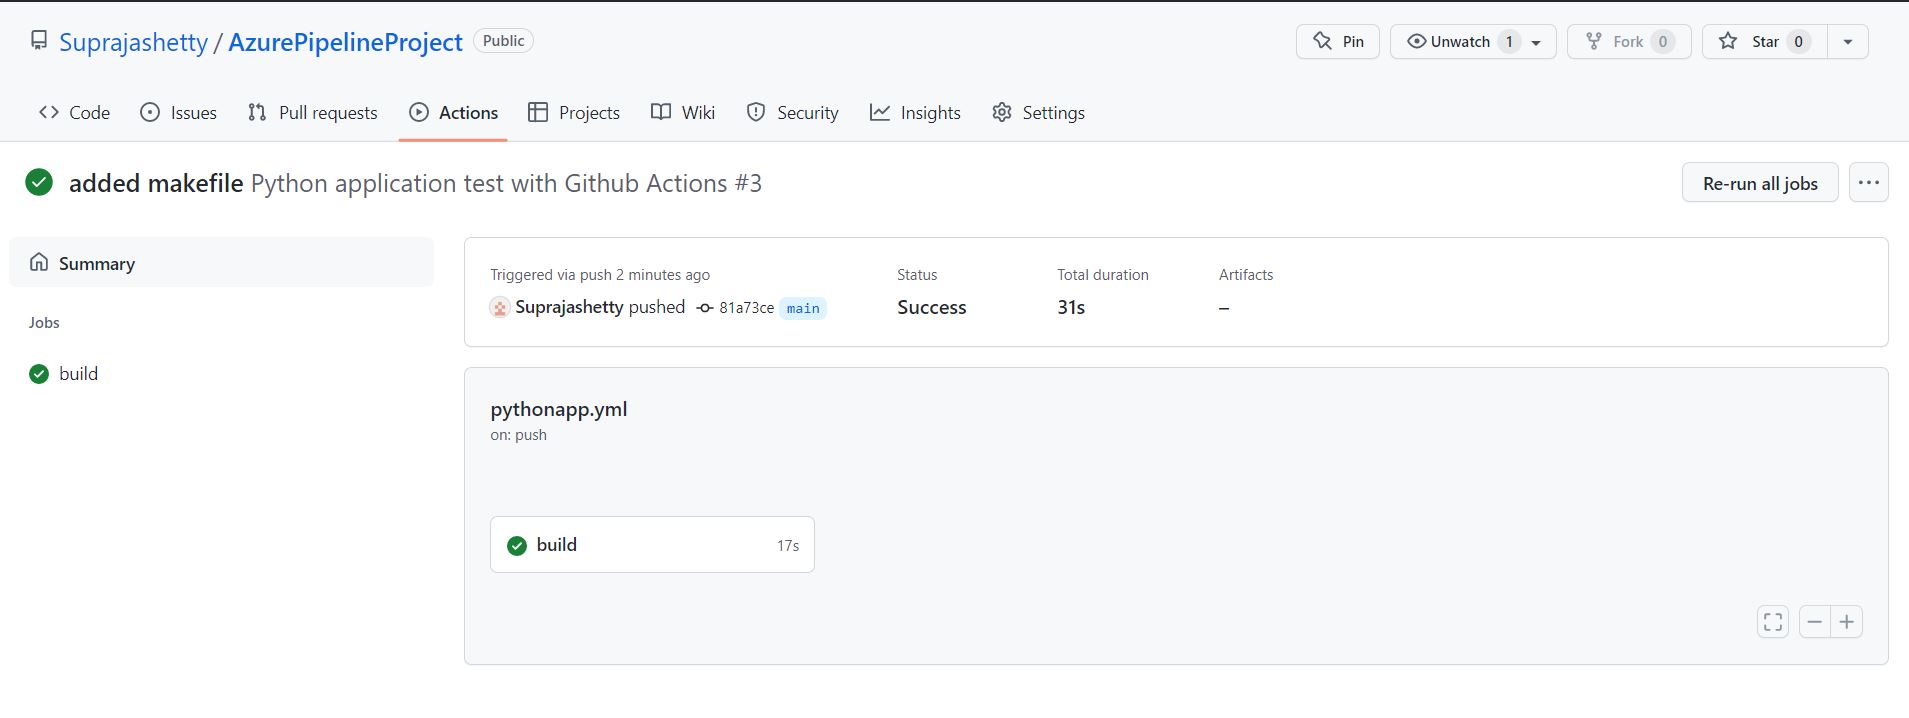 Suprajashetty / AzurePipelineProject Public
Pin Unwatch 1 Fork 0 Star 0
Code Issues Pull requests Actions Projects Wiki Security Insights Settings
added makefile Python application test with Github Actions #3
Re-run all jobs
Summary
Jobs
build
Triggered via push 2 minutes ago
Suprajashetty pushed 81a73ce main
Status
Success
Total duration
31s
Artifacts
–
pythonapp.yml
on: push
build 17s